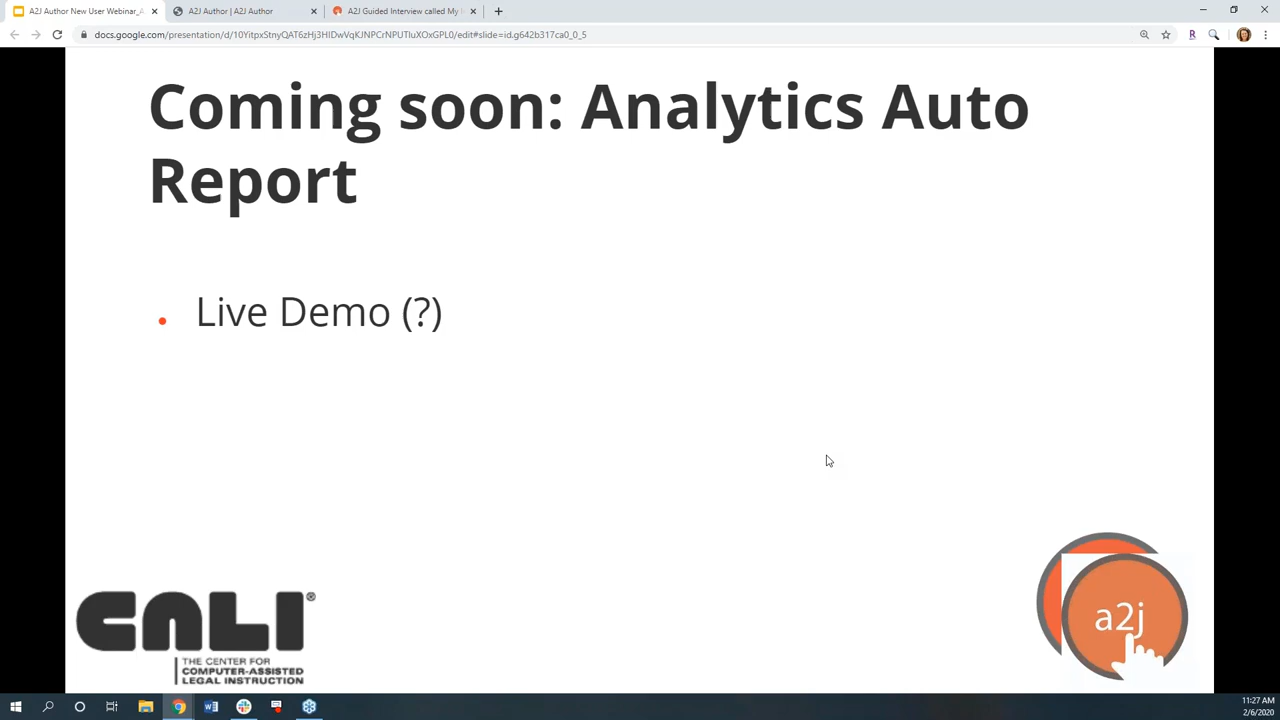 A2J Author New User Webinar_A
A2J Author | A2J Author
A2J Guided Interview called My
docs.google.com/presentation/d/10YitpxStnyQAT6zHj3HIDwVqKJNPCrNPUTluXOxGPL0/edit#slide=id.g642b317ca0_0_5
R
Coming soon: Analytics Auto
Report
• Live Demo (?)
CALI®
THE CENTER FOR
COMPUTER-ASSISTED
LEGAL INSTRUCTION
a2j
11:27 AM
2/6/2020